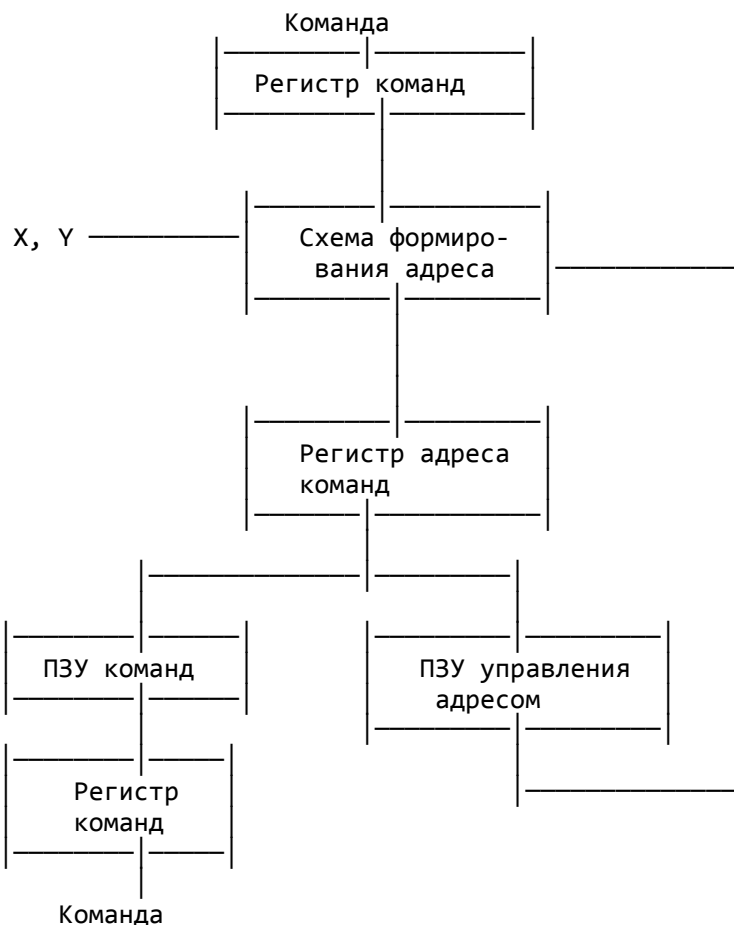 Команда
Регистр команд
X, Y
Схема формиро-
вания адреса
Регистр адреса
команд
ПЗУ команд
ПЗУ управления
адресом
Регистр
команд
Команда